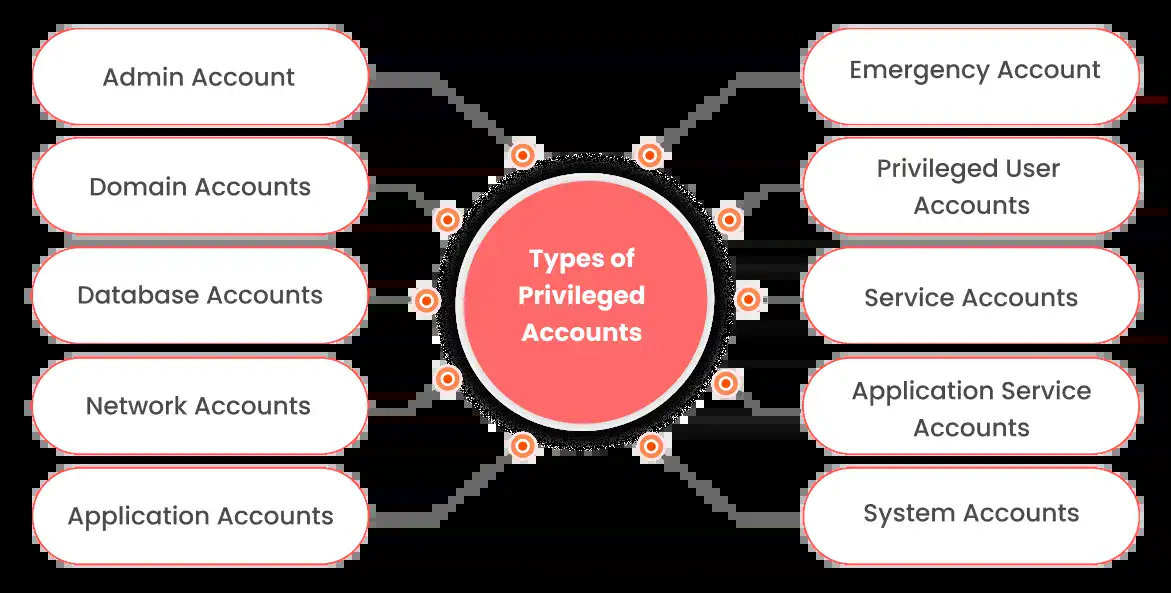 Admin Account
Domain Accounts
Database Accounts
Network Accounts
Application Accounts
Types of
Privileged
Accounts
Emergency Account
Privileged User
Accounts
Service Accounts
Application Service
Accounts
System Accounts